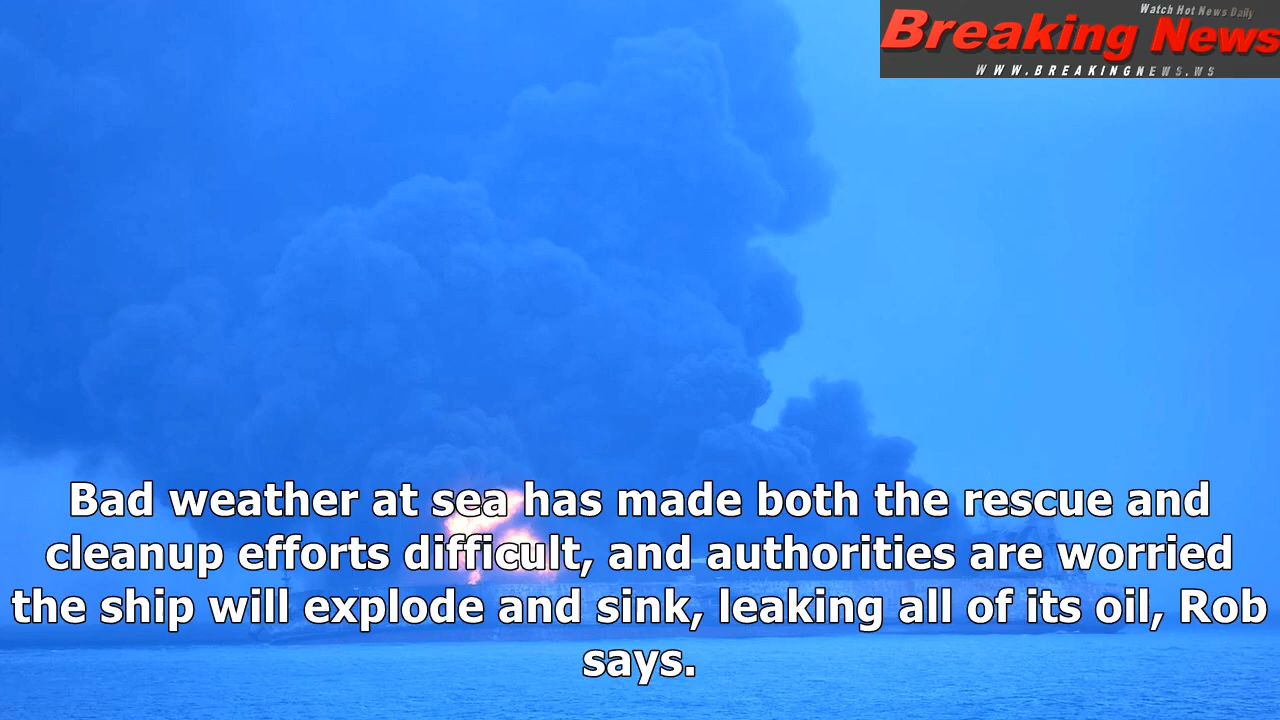 Watch Hot News Daily
Breaking News
WWW.BREAKINGNEWS.WS
Bad weather at sea has made both the rescue and
cleanup efforts difficult, and authorities are worried
the ship will explode and sink, leaking all of its oil, Rob
says.